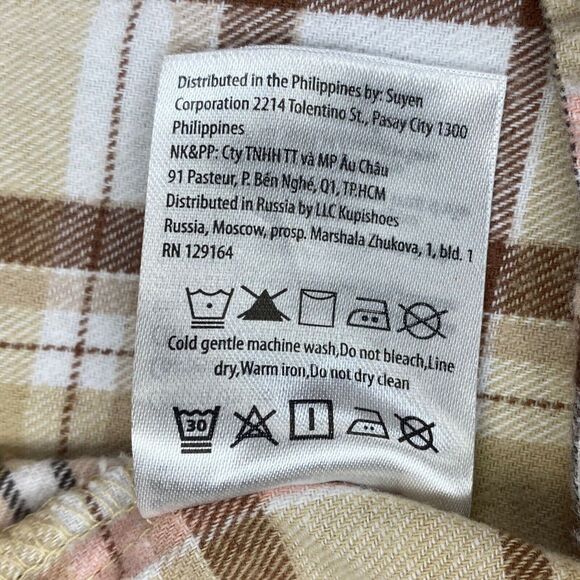 Distributed in the Philippines by: Suyen
Corporation 2214 Tolentino St., Pasay City 1300
Philippines
NK&PP: Cty TNHH TT và MP Âu Châu
91 Pasteur, P. Bến Nghé, Q1, TP.HCM
Distributed in Russia by LLC Kupishoes
Russia, Moscow, prosp. Marshala Zhukova, 1, bld. 1
RN 129164
Cold gentle machine wash,Do not bleach,Line
dry,Warm iron,Do not dry clean
30